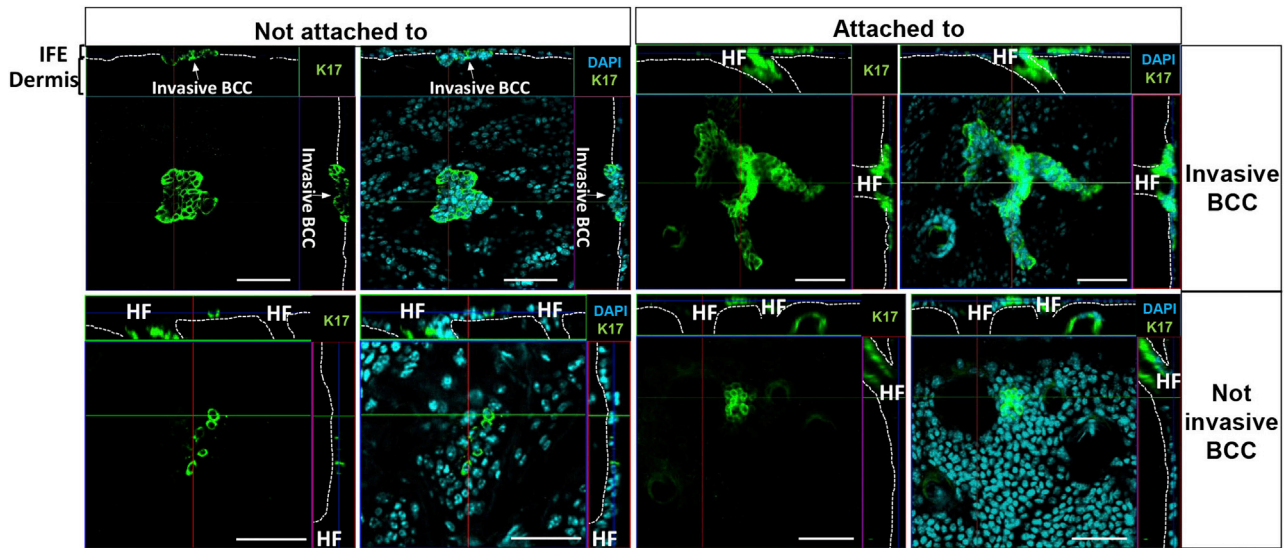 Not attached to
Attached to
IFE
Dermis
Invasive BCC
K17
Invasive BCC
Invasive BCC
DAPI
K17
Invasive BCC
HF
K17
HF
HF
DAPI
K17
HF
Invasive
BCC
HF
HF
K17
HF
HF
HF
DAPI
K17
HF
HF
HF
K17
HF
HF
HF
DAPI
K17
HF
Not
invasive
BCC